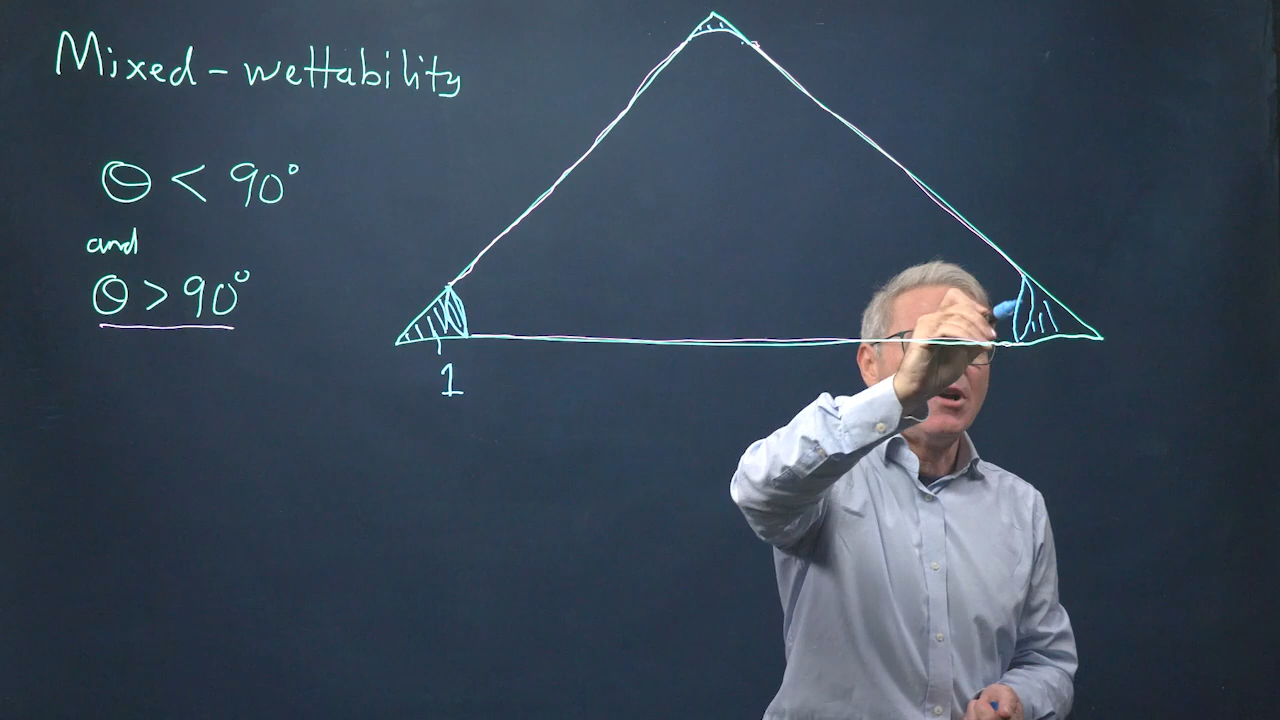 Mixed-wettability
θ < 90°
and
θ > 90°
1